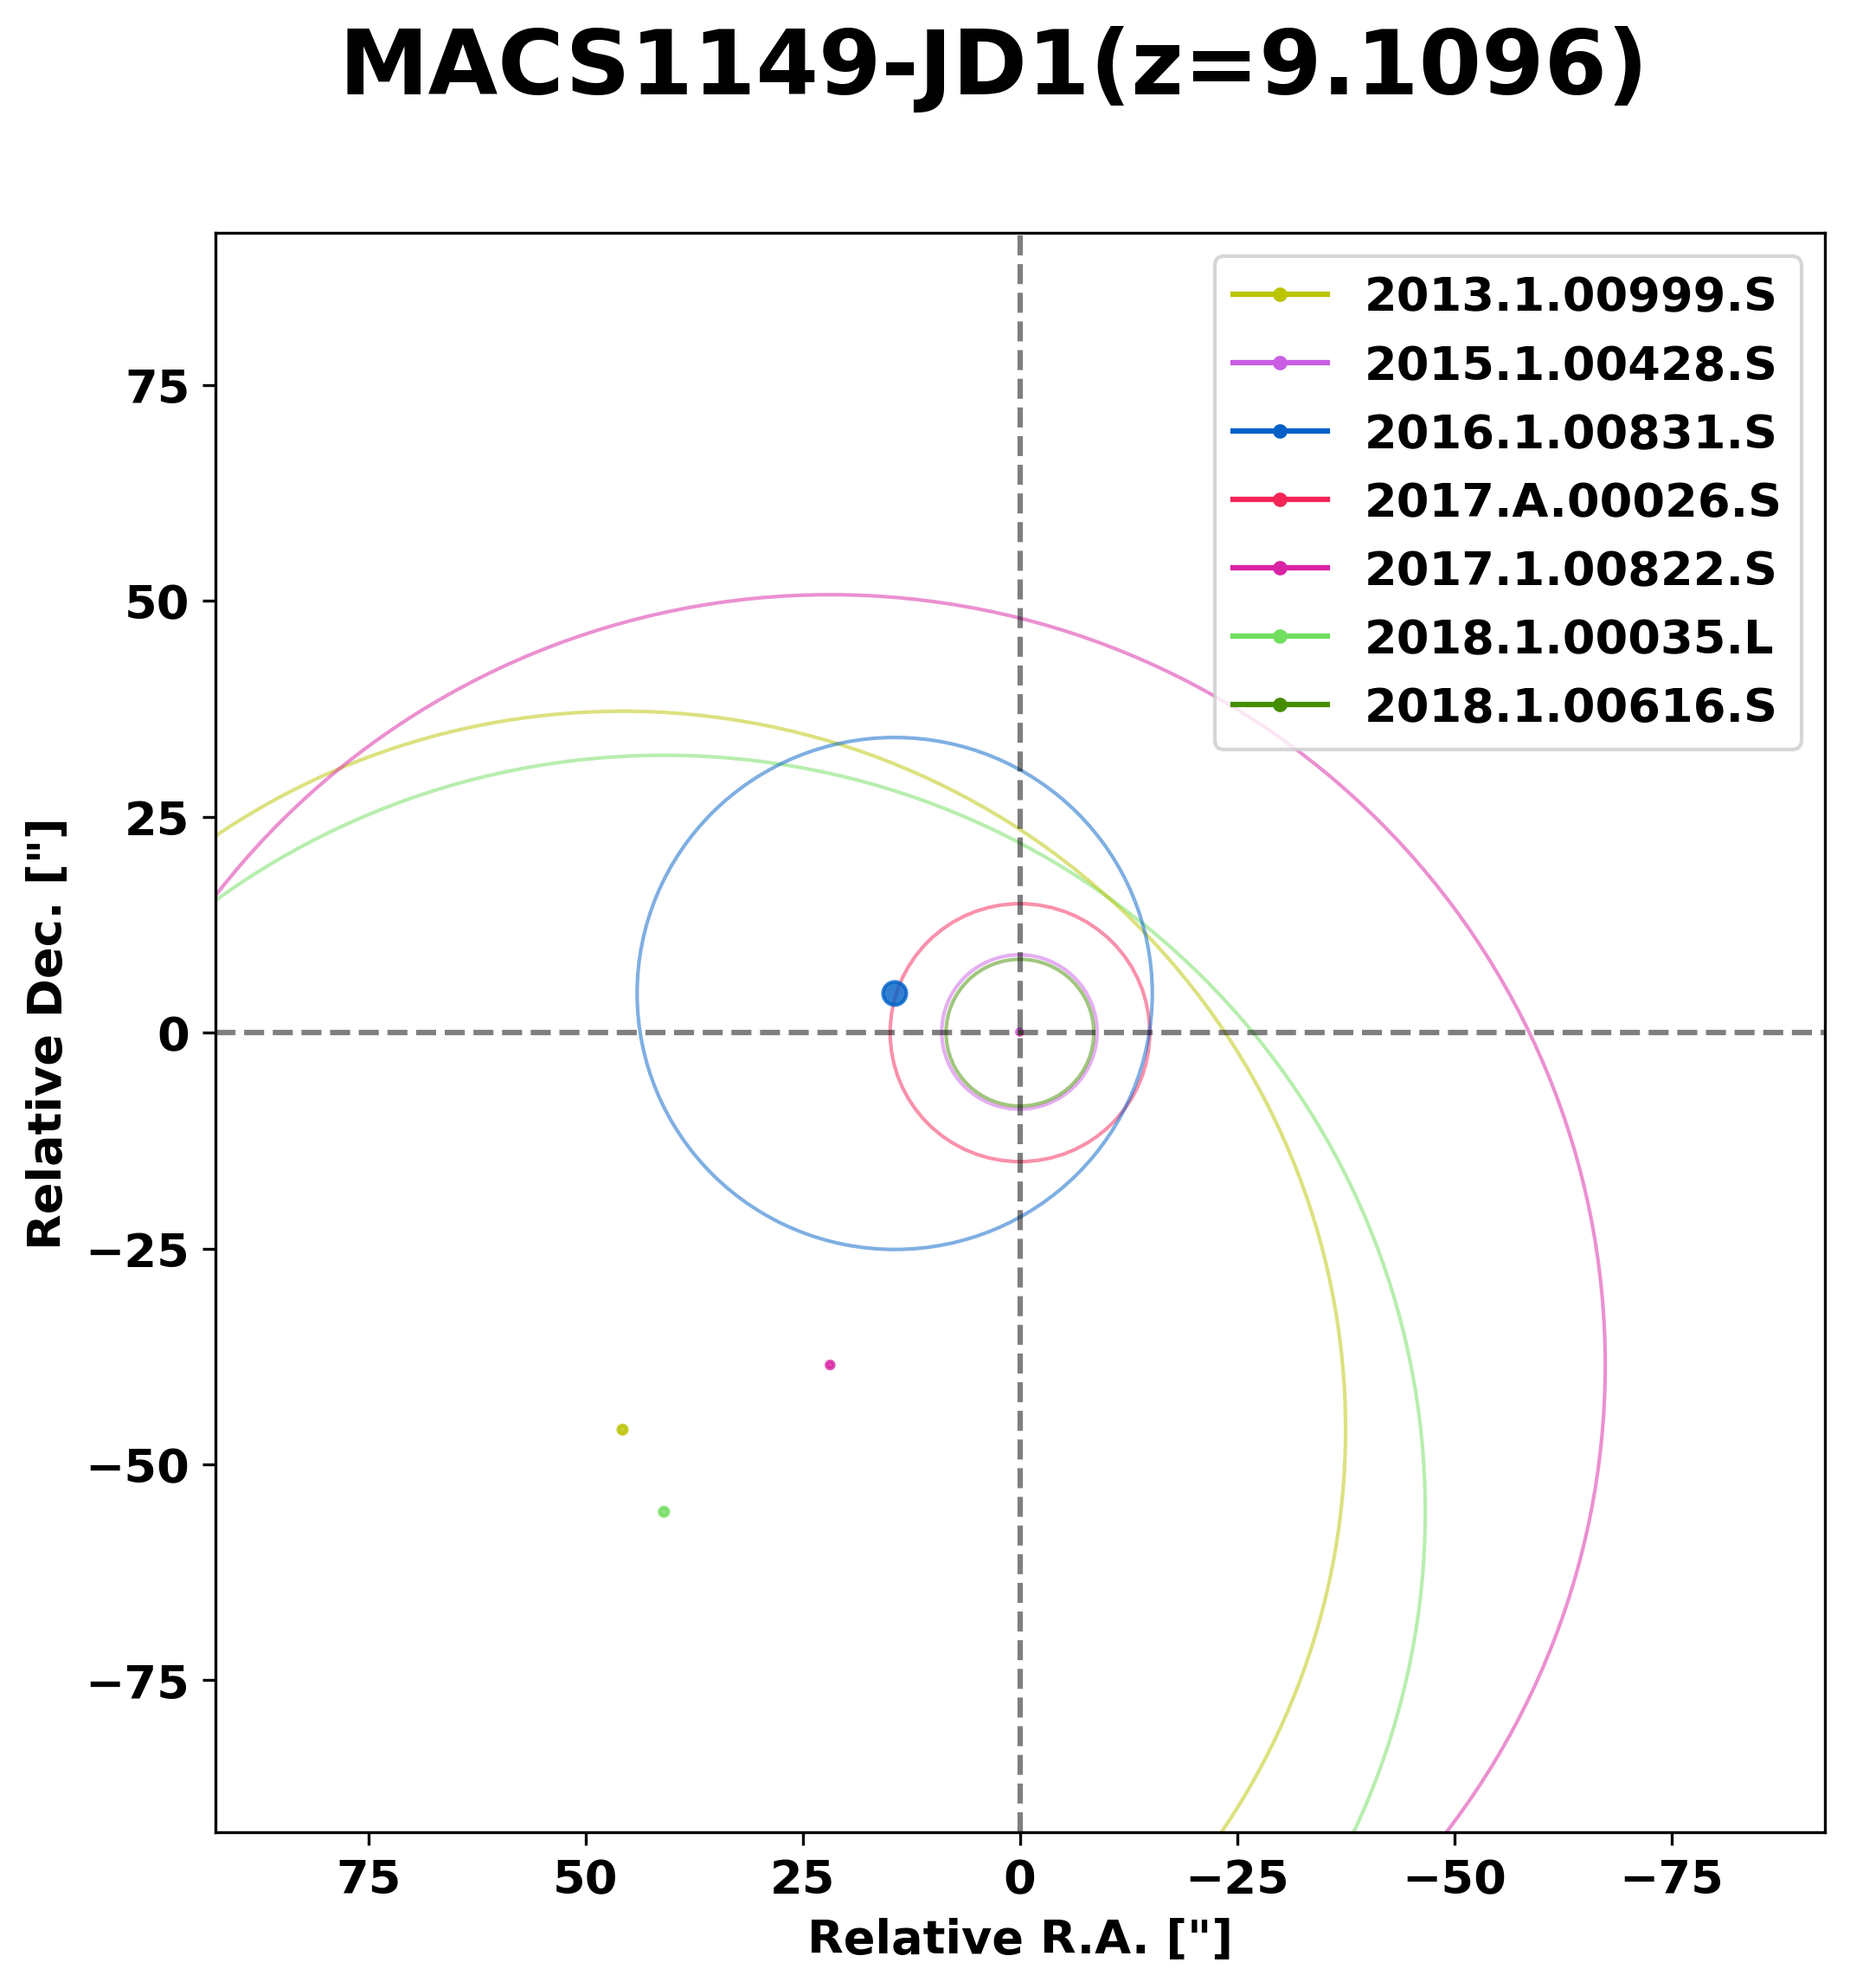 MACS1149-JD1(z=9.1096)
2013.1.00999.S
2015.1.00428.S
2016.1.00831.S
2017.A.00026.S
2017.1.00822.S
2018.1.00035.L
2018.1.00616.S
75
50
25
0
−25
−50
−75
Relative Dec. ["]
75
50
25
0
−25
−50
−75
Relative R.A. ["]